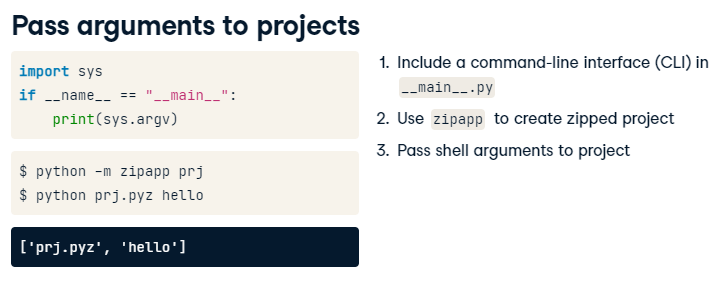 Pass arguments to projects
import sys
if __name__ == "__main__":
    print(sys.argv)
$ python -m zipapp prj
$ python prj.pyz hello
['prj.pyz', 'hello']
1. Include a command-line interface (CLI) in
__main__.py
2. Use zipapp to create zipped project
3. Pass shell arguments to project